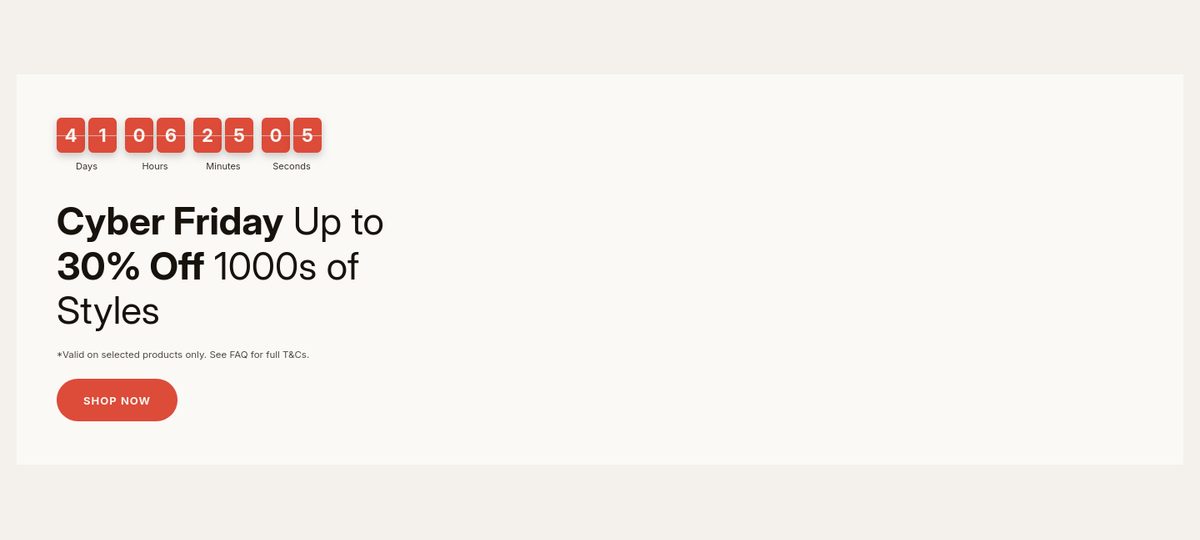 41 06 25 05
Days Hours Minutes Seconds
Cyber Friday Up to
30% Off 1000s of
Styles
*Valid on selected products only. See FAQ for full T&Cs.
SHOP NOW